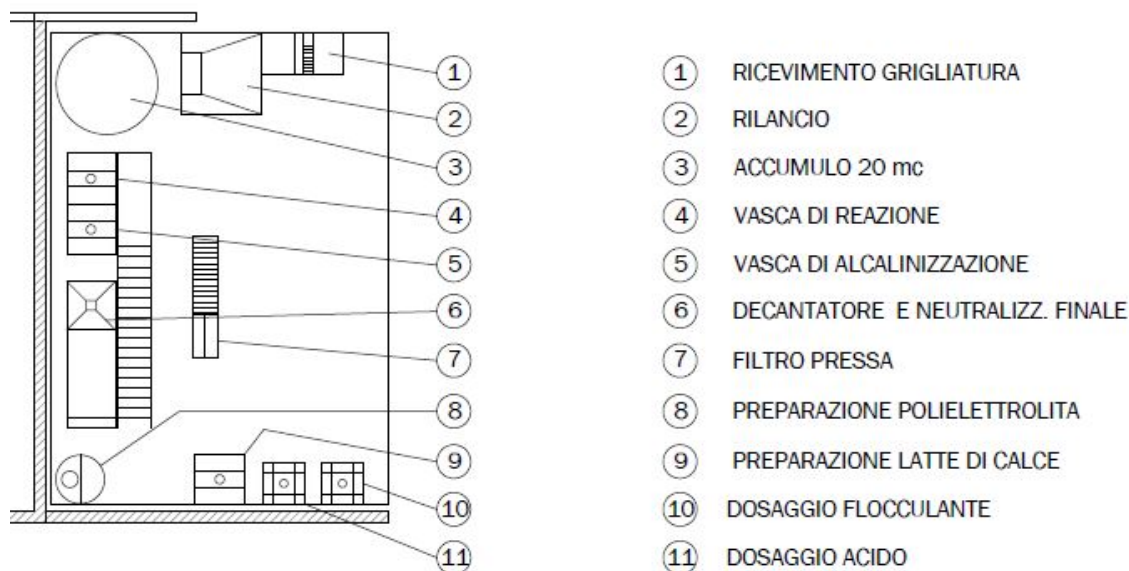 1
2
3
4
5
6
7
8
9
10
11
1 RICEVIMENTO GRIGLIATURA
2 RILANCIO
3 ACCUMULO 20 mc
4 VASCA DI REAZIONE
5 VASCA DI ALCALINIZZAZIONE
6 DECANTATORE E NEUTRALIZZ. FINALE
7 FILTRO PRESSA
8 PREPARAZIONE POLIELETTROLITA
9 PREPARAZIONE LATTE DI CALCE
10 DOSAGGIO FLOCCULANTE
11 DOSAGGIO ACIDO